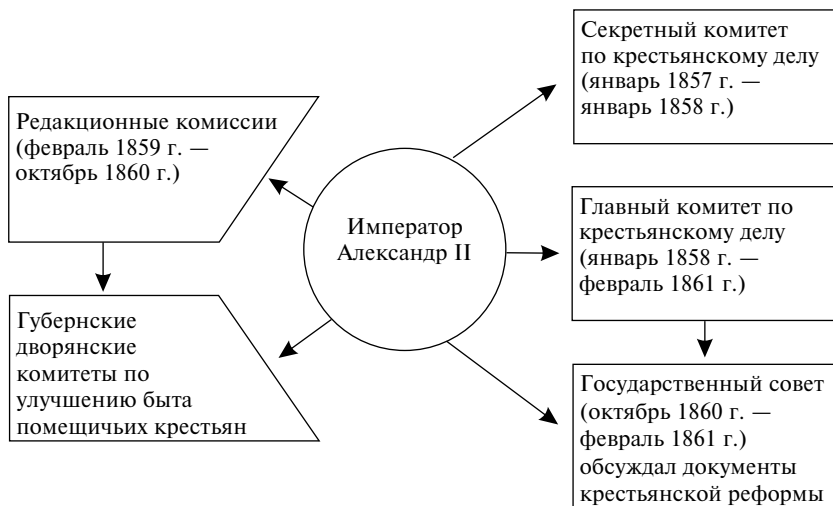 Секретный комитет
по крестьянскому делу
(январь 1857 г. —
январь 1858 г.)
Редакционные комиссии
(февраль 1859 г. —
октябрь 1860 г.)
Император
Александр II
Главный комитет по
крестьянскому делу
(январь 1858 г. —
февраль 1861 г.)
Губернские
дворянские
комитеты по
улучшению быта
помещичьих крестьян
Государственный совет
(октябрь 1860 г. —
февраль 1861 г.)
обсуждал документы
крестьянской реформы